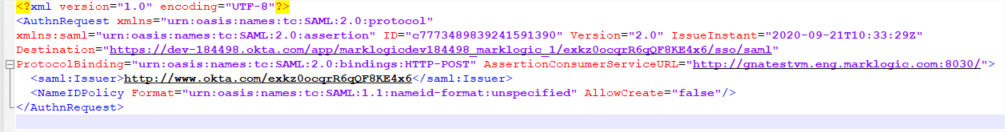 <?xml version="1.0" encoding="UTF-8"?>
<AuthnRequest xmlns="urn:oasis:names:tc:SAML:2.0:protocol"
xmlns:saml="urn:oasis:names:tc:SAML:2.0:assertion" ID="c7773489839241591390" Version="2.0" IssueInstant="2020-09-21T10:33:29Z"
Destination="https://dev-184498.okta.com/app/marklogicdev184498_marklogic_1/exkz0ocqrR6qQF8KE4x6/sso/saml"
ProtocolBinding="urn:oasis:names:tc:SAML:2.0:bindings:HTTP-POST" AssertionConsumerServiceURL="http://gnatestvm.eng.marklogic.com:8030/">
<saml:Issuer>http://www.okta.com/exkz0ocqrR6qQF8KE4x6</saml:Issuer>
<NameIDPolicy Format="urn:oasis:names:tc:SAML:1.1:nameid-format:unspecified" AllowCreate="false"/>
</AuthnRequest>